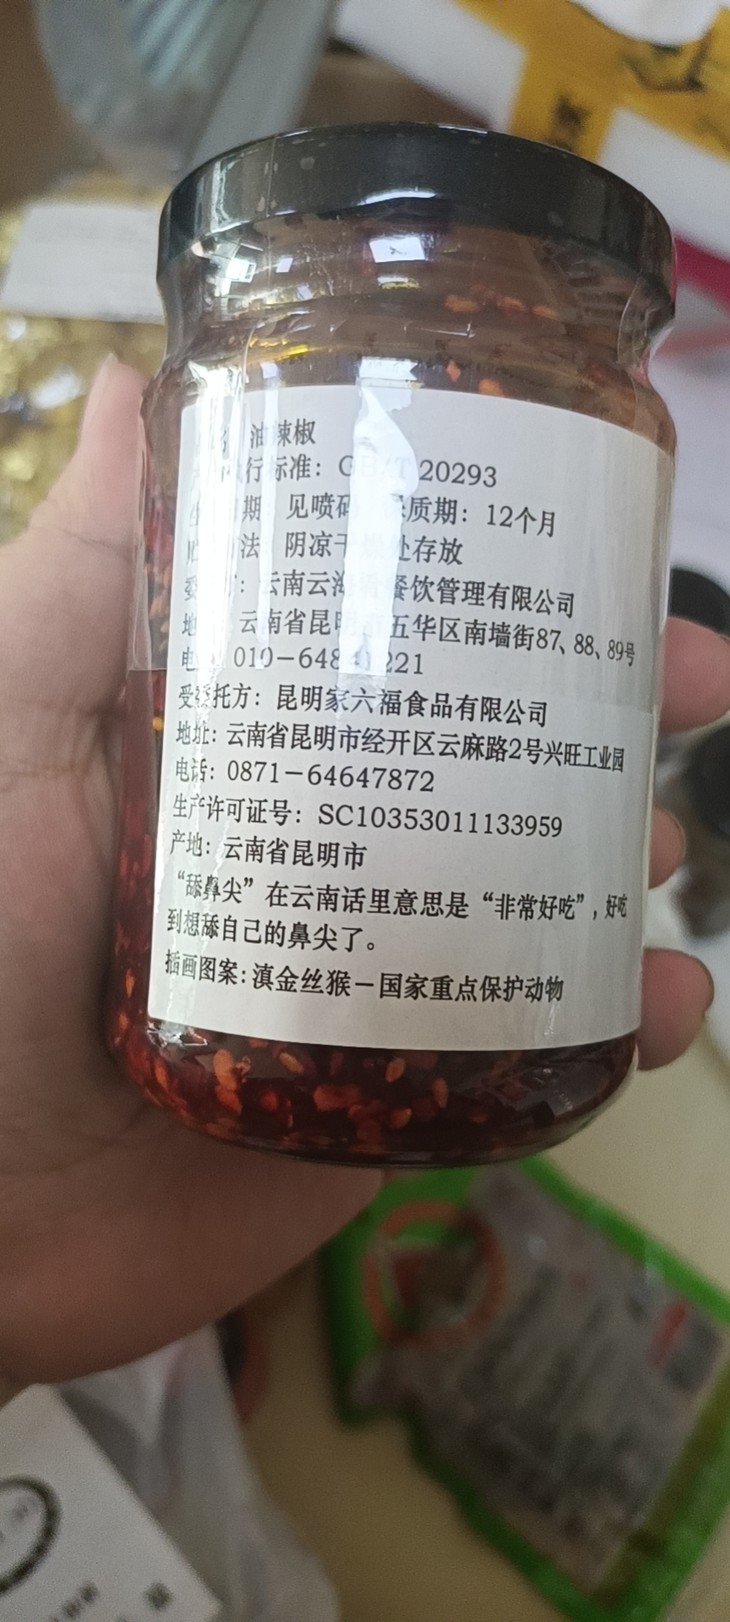 油辣椒
行标准：GB/T 20293
期：见喷码 保质期：12个月
方法：阴凉干燥处存放
：云南云海肴餐饮管理有限公司
地 ：云南省昆明市五华区南墙街87、88、89号
电 ：010-64841221
受委托方：昆明家六福食品有限公司
地址：云南省昆明市经开区云麻路2号兴旺工业园
电话：0871-64647872
生产许可证号：SC10353011133959
产地：云南省昆明市
“舔鼻尖”在云南话里意思是“非常好吃”，好吃
到想舔自己的鼻尖了。
插画图案：滇金丝猴－国家重点保护动物